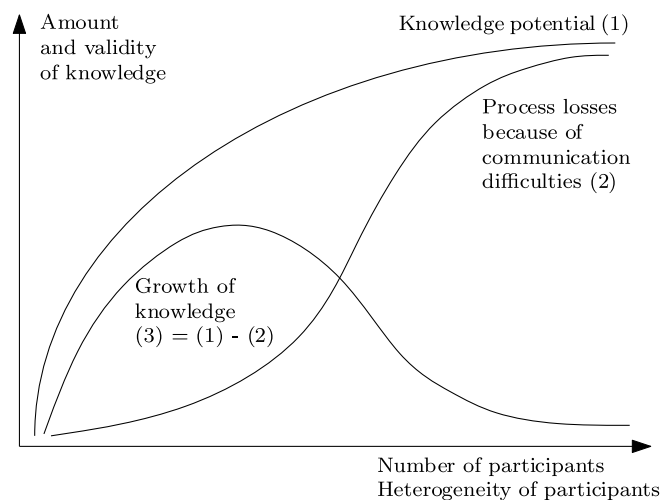 Amount
and validity
of knowledge
Knowledge potential (1)
Process losses
because of
communication
difficulties (2)
Growth of
knowledge
(3) = (1) - (2)
Number of participants
Heterogeneity of participants